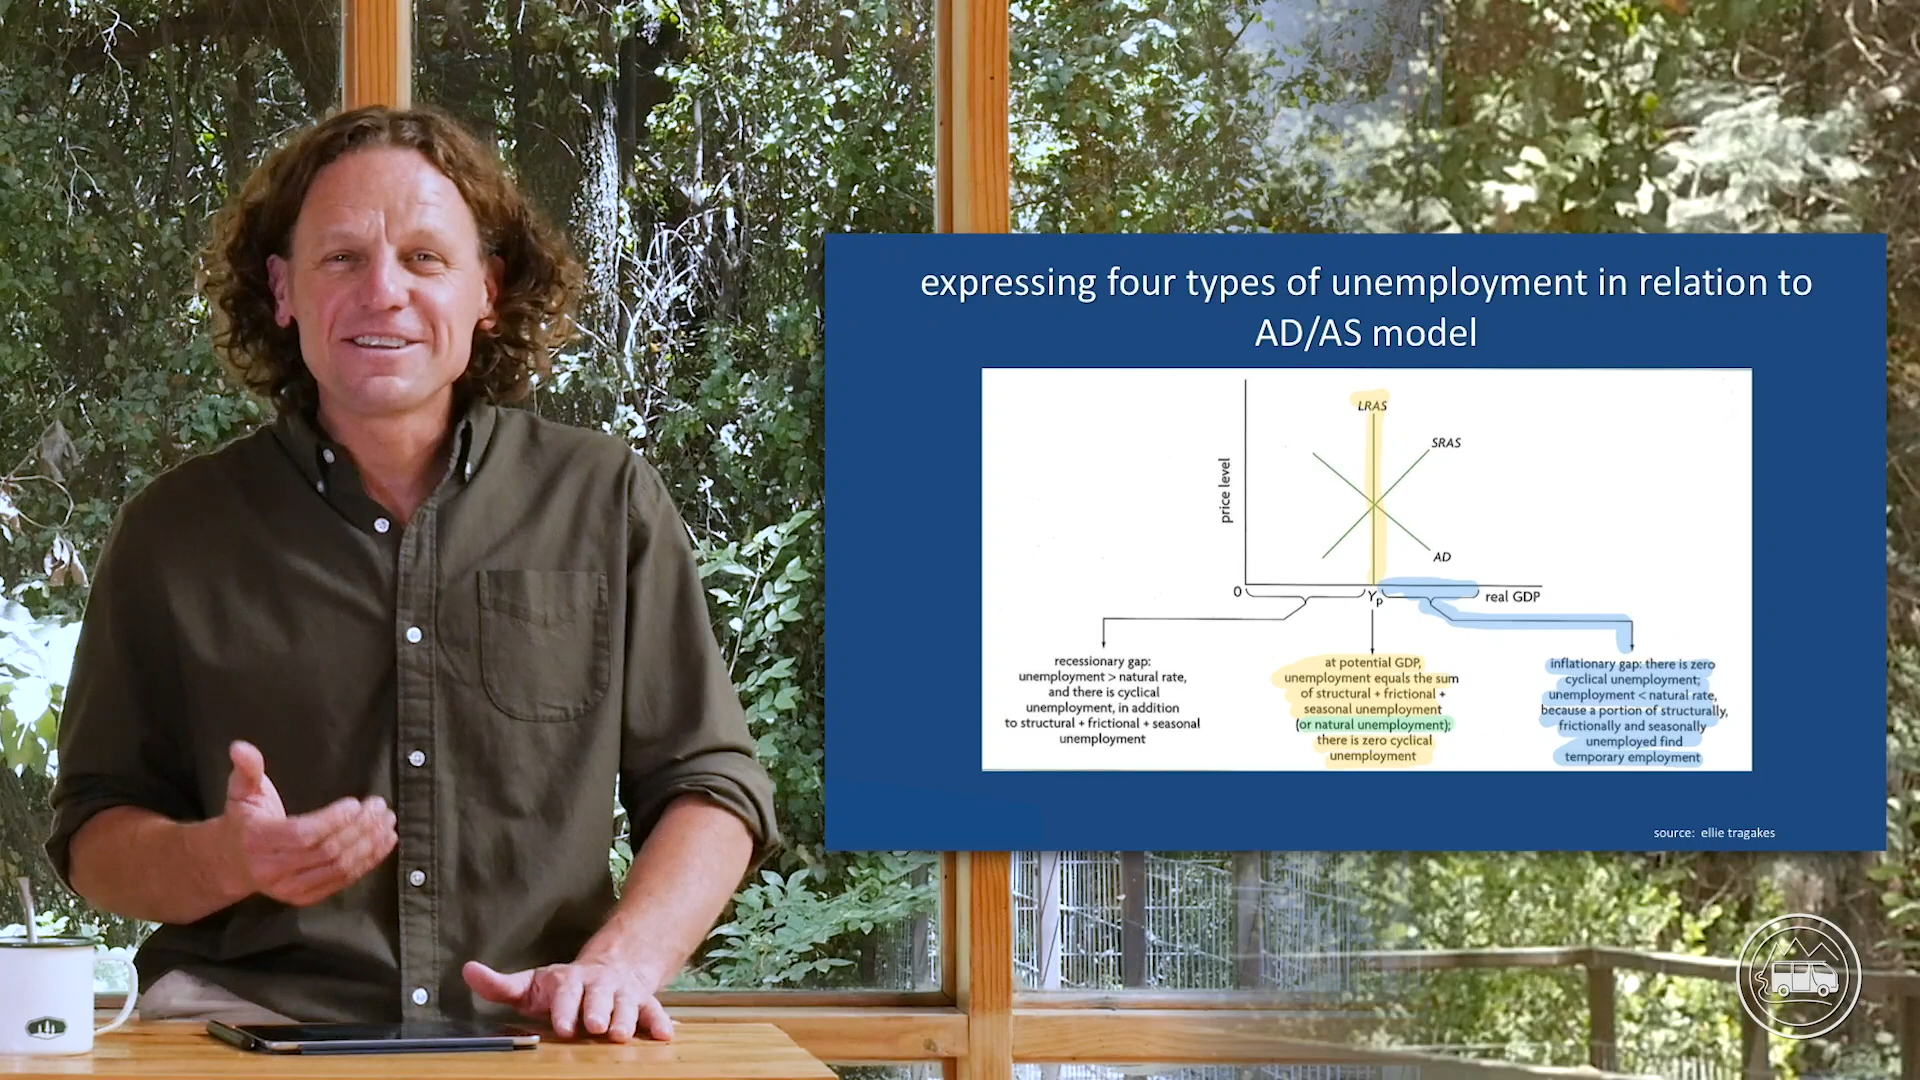 expressing four types of unemployment in relation to
AD/AS model
LRAS
SRAS
price level
AD
0
Yp
real GDP
recessionary gap:
unemployment > natural rate,
and there is cyclical
unemployment, in addition
to structural + frictional + seasonal
unemployment
at potential GDP,
unemployment equals the sum
of structural + frictional +
seasonal unemployment
(or natural unemployment);
there is zero cyclical
unemployment
inflationary gap: there is zero
cyclical unemployment;
unemployment < natural rate,
because a portion of structurally,
frictionally and seasonally
unemployed find
temporary employment
source: ellie tragakes